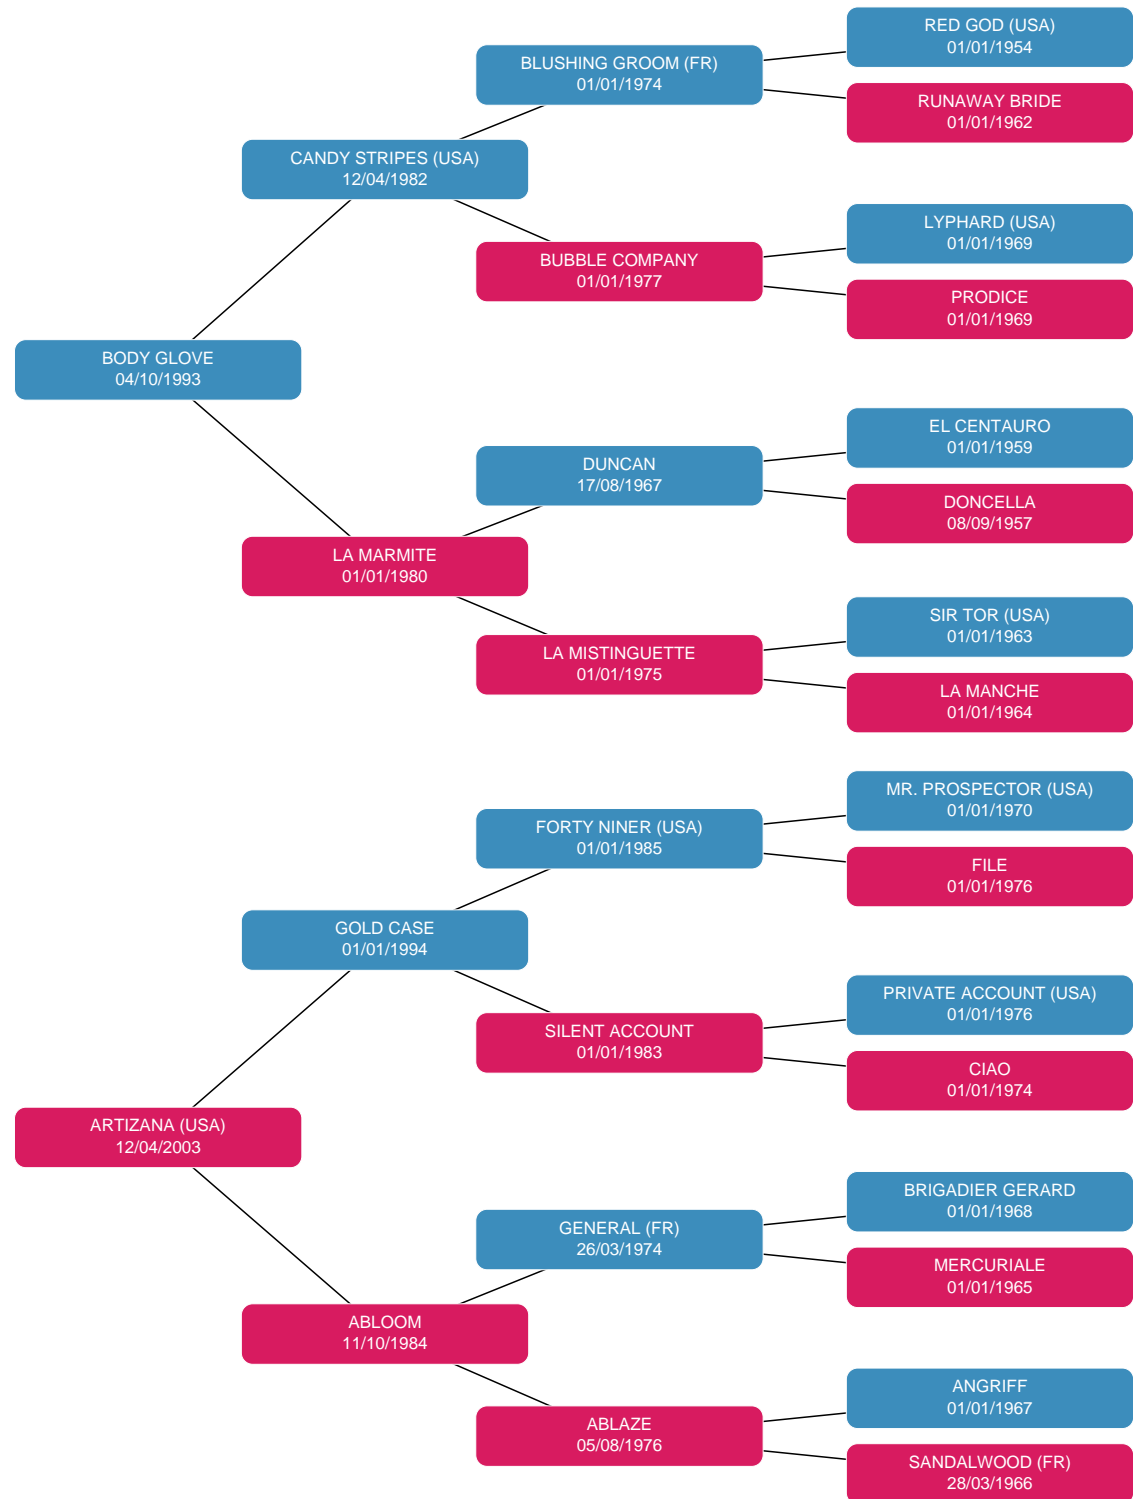 RED GOD (USA)
01/01/1954
BLUSHING GROOM (FR)
01/01/1974
RUNAWAY BRIDE
01/01/1962
CANDY STRIPES (USA)
12/04/1982
LYPHARD (USA)
01/01/1969
BUBBLE COMPANY
01/01/1977
PRODICE
01/01/1969
BODY GLOVE
04/10/1993
EL CENTAURO
01/01/1959
DUNCAN
17/08/1967
DONCELLA
08/09/1957
LA MARMITE
01/01/1980
SIR TOR (USA)
01/01/1963
LA MISTINGUETTE
01/01/1975
LA MANCHE
01/01/1964
MR. PROSPECTOR (USA)
01/01/1970
FORTY NINER (USA)
01/01/1985
FILE
01/01/1976
GOLD CASE
01/01/1994
PRIVATE ACCOUNT (USA)
01/01/1976
SILENT ACCOUNT
01/01/1983
CIAO
01/01/1974
ARTIZANA (USA)
12/04/2003
BRIGADIER GERARD
01/01/1968
GENERAL (FR)
26/03/1974
MERCURIALE
01/01/1965
ABLOOM
11/10/1984
ANGRIFF
01/01/1967
ABLAZE
05/08/1976
SANDALWOOD (FR)
28/03/1966